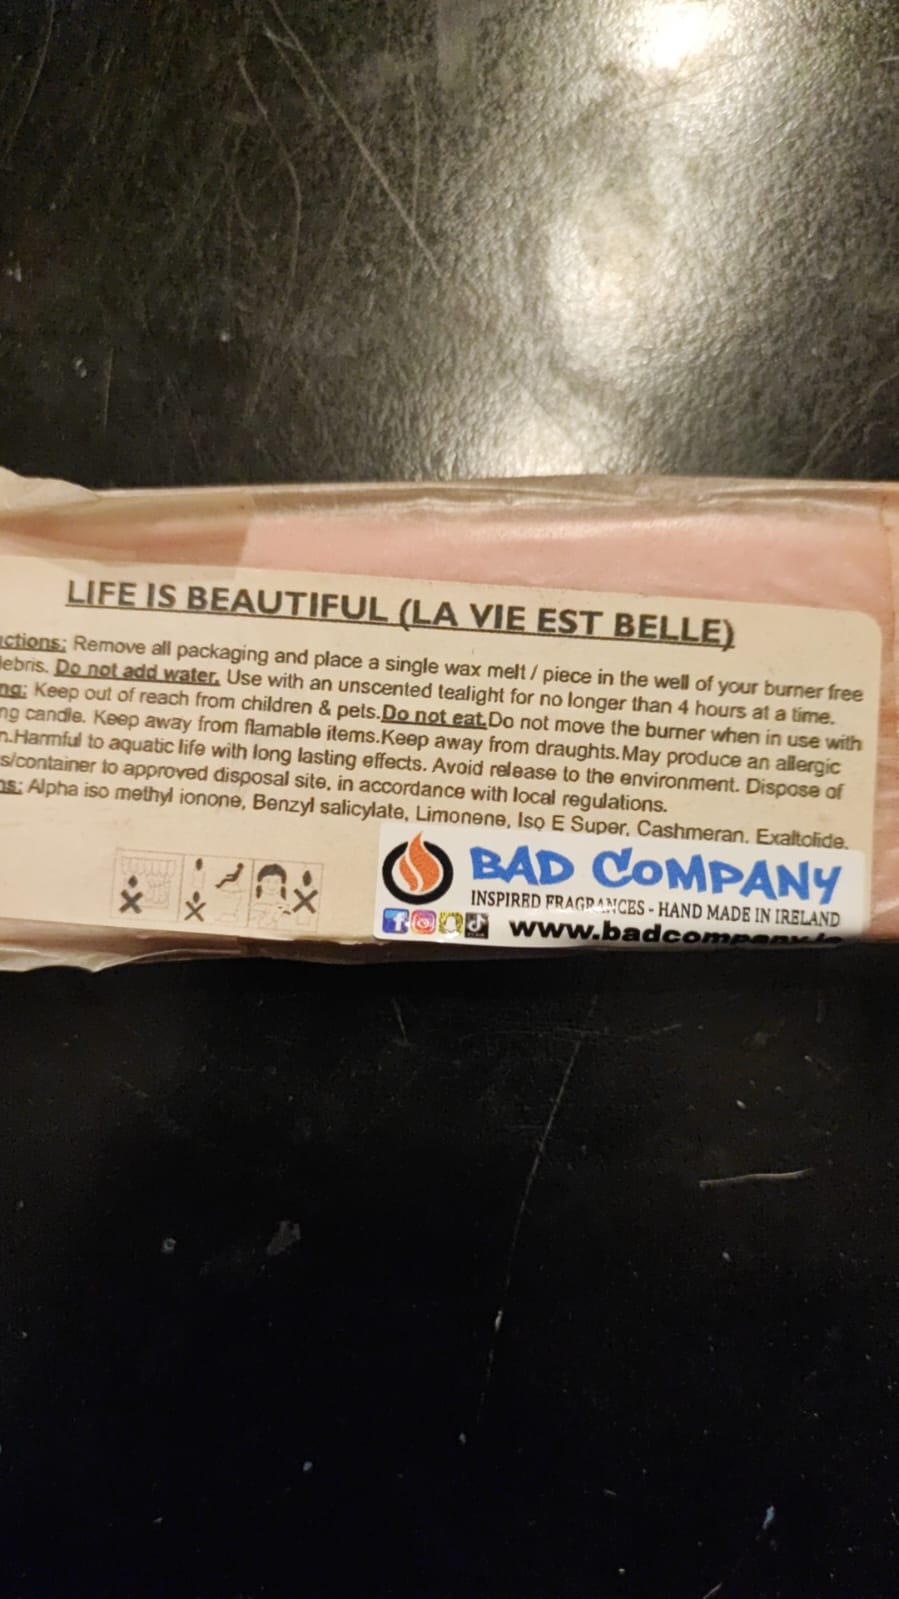 LIFE IS BEAUTIFUL (LA VIE EST BELLE)
ctions: Remove all packaging and place a single wax melt / piece in the well of your burner free
debris. Do not add water. Use with an unscented tealight for no longer than 4 hours at a time.
ng: Keep out of reach from children & pets.Do not eat.Do not move the burner when in use with
ng candle. Keep away from flamable items.Keep away from draughts.May produce an allergic
n.Harmful to aquatic life with long lasting effects. Avoid release to the environment. Dispose of
s/container to approved disposal site, in accordance with local regulations.
ns: Alpha iso methyl ionone, Benzyl salicylate, Limonene, Iso E Super, Cashmeran, Exaltolide.
BAD COMPANY
INSPIRED FRAGRANCES - HAND MADE IN IRELAND
www.badcompany.ie